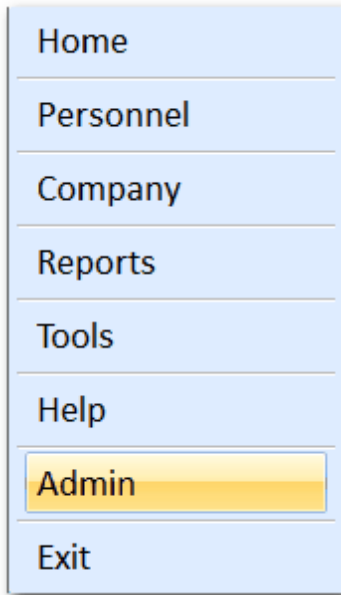 Home
Personnel
Company
Reports
Tools
Help
Admin
Exit